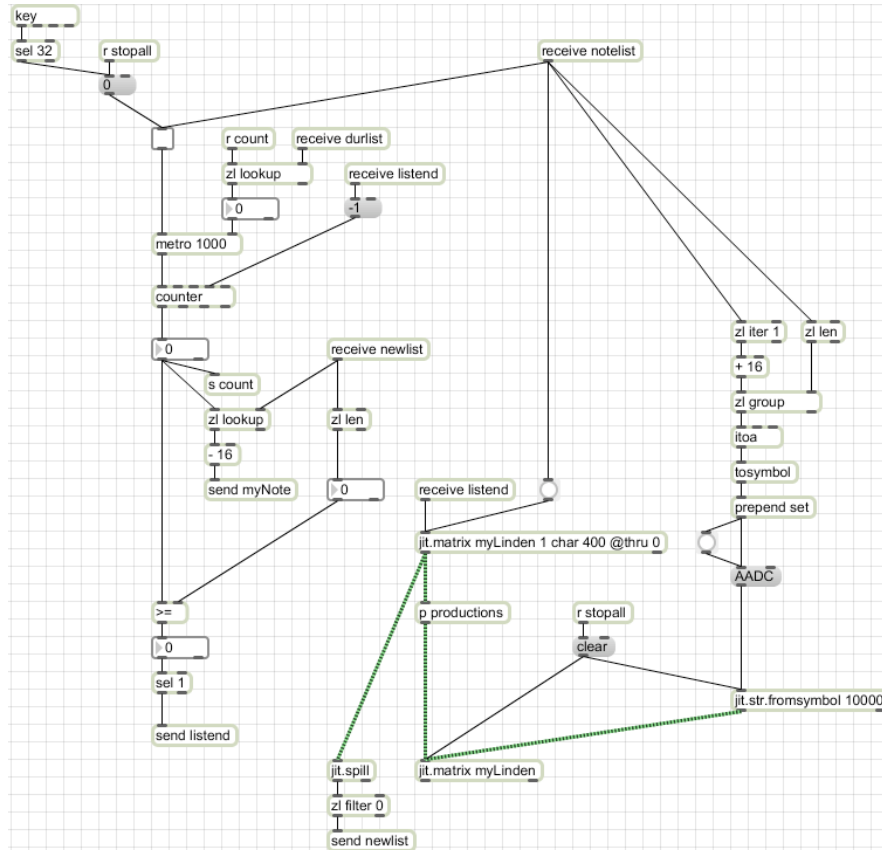 key
sel 32
r stopall
receive notelist
0
r count
receive durlist
zl lookup
receive listend
0
-1
metro 1000
counter
zl iter 1
zl len
0
receive newlist
+ 16
s count
zl group
zl lookup
zl len
itoa
- 16
tosymbol
send myNote
0
receive listend
prepend set
jit.matrix myLinden 1 char 400 @thru 0
AADC
>=
p productions
r stopall
0
clear
sel 1
jit.str.fromsymbol 10000
send listend
jit.spill
jit.matrix myLinden
zl filter 0
send newlist